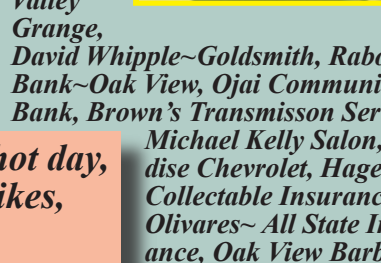 Valley
Grange,
David Whipple~Goldsmith, Rabo
Bank~Oak View, Ojai Communi
Bank, Brown's Transmisson Ser
Michael Kelly Salon,
dise Chevrolet, Hage
Collectable Insuranc
Olivares~ All State I
ance, Oak View Barb
hot day,
ikes,